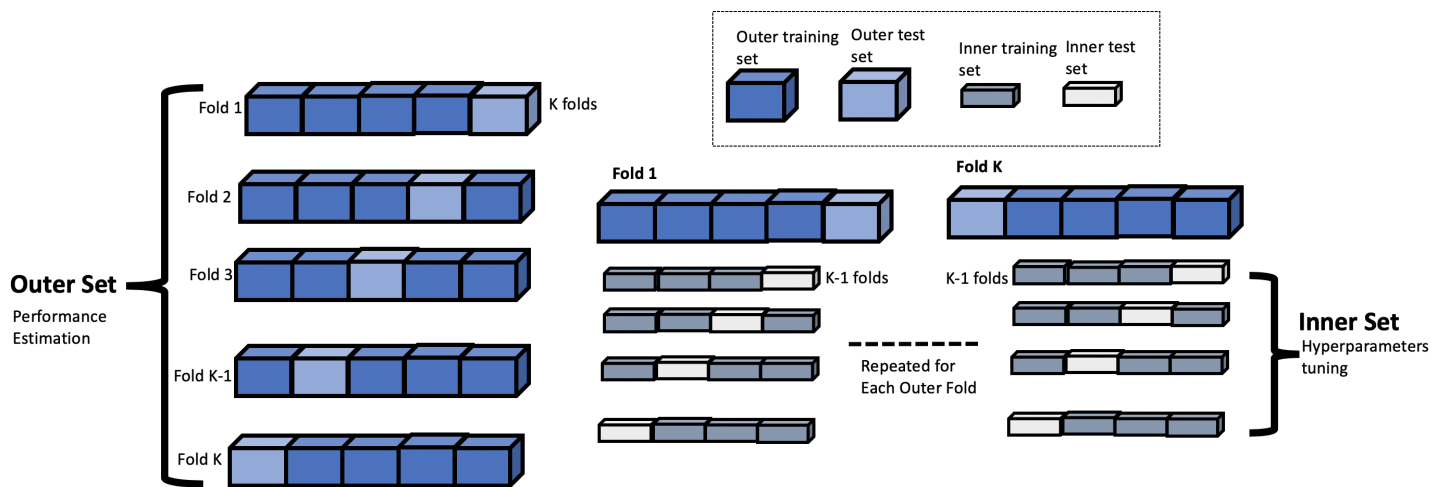 Outer training
set
Outer test
set
Inner training
set
Inner test
set
Fold 1
K folds
Fold 2
Fold 3
Fold K-1
Fold K
Outer Set
Performance
Estimation
Fold 1
K-1 folds
Repeated for
Each Outer Fold
Fold K
K-1 folds
Inner Set
Hyperparameters
tuning